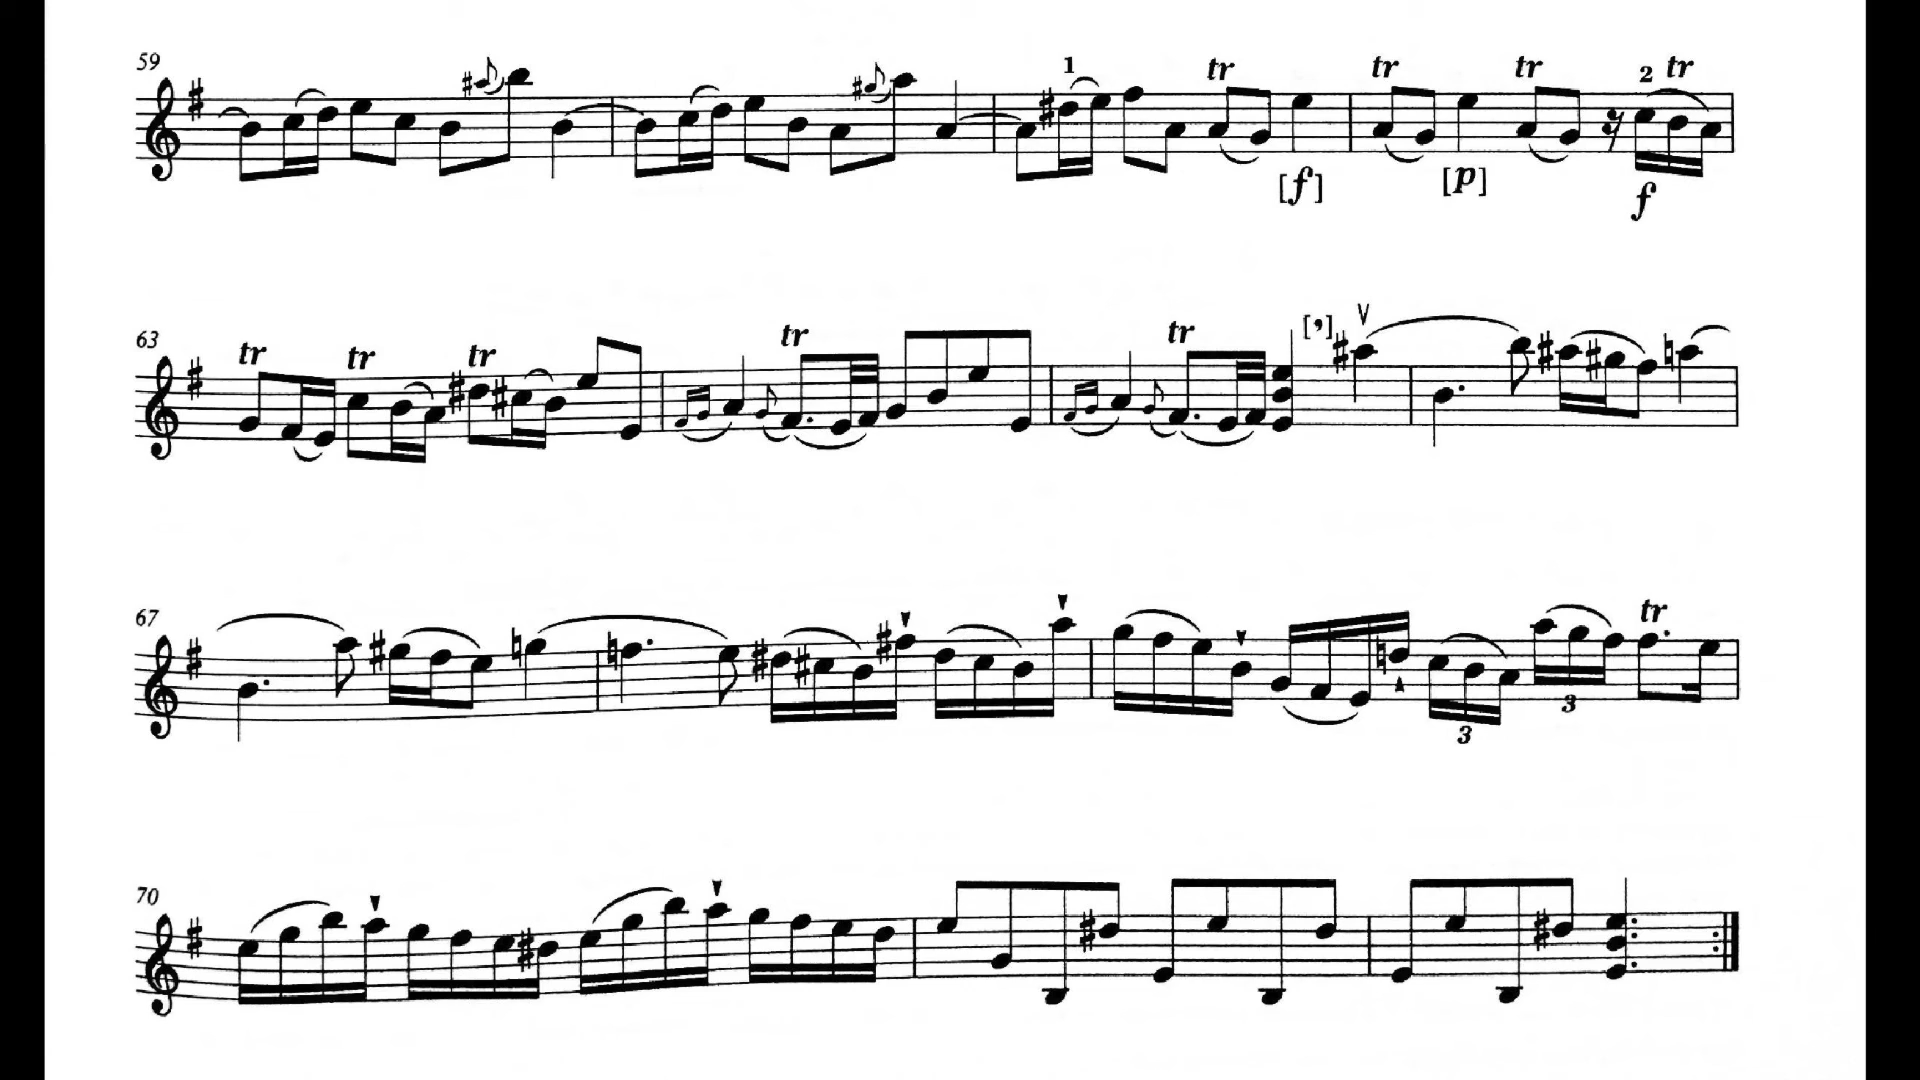 59
1
tr tr tr 2 tr
[f] [p] f
63
tr tr tr tr tr [,]
67
tr
3 3
70